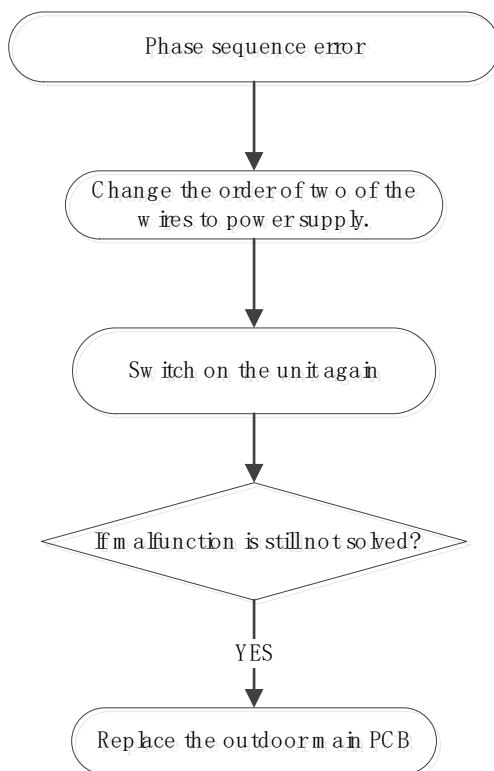 Phase sequence error
Change the order of two of the
wires to power supply.
Switch on the unit again
If malfunction is still not solved?
YES
Replace the outdoor main PCB